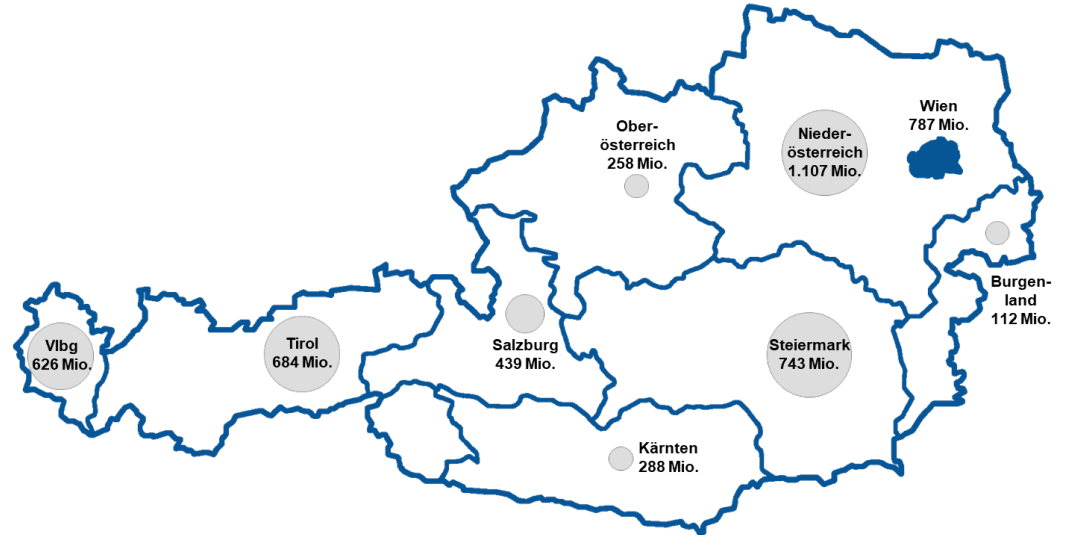 Ober-
österreich
258 Mio.
Nieder-
österreich
1.107 Mio.
Wien
787 Mio.
Burgen-
land
112 Mio.
Vlbg
626 Mio.
Tirol
684 Mio.
Salzburg
439 Mio.
Steiermark
743 Mio.
Kärnten
288 Mio.